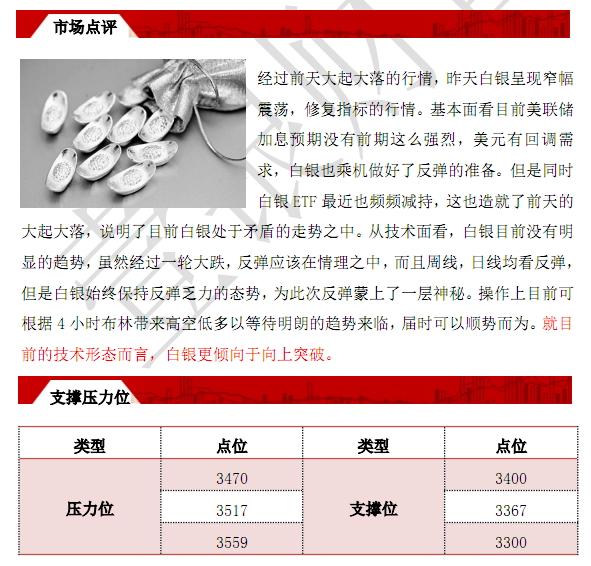 市场点评
经过前天大起大落的行情，昨天白银呈现窄幅
震荡，修复指标的行情。基本面看目前美联储
加息预期没有前期这么强烈，美元有回调需
求，白银也乘机做好了反弹的准备。但是同时
白银 ETF 最近也频频减持，这也造就了前天的
大起大落，说明了目前白银处于矛盾的走势之中。从技术面看，白银目前没有明
显的趋势，虽然经过一轮大跌，反弹应该在情理之中，而且周线，日线均看反弹，
但是白银始终保持反弹乏力的态势，为此次反弹蒙上了一层神秘。操作上目前可
根据 4 小时布林带来高空低多以等待明朗的趋势来临，届时可以顺势而为。就目
前的技术形态而言，白银更倾向于向上突破。
支撑压力位
类型 点位 类型 点位
3470 3400
压力位 3517 支撑位 3367
3559 3300